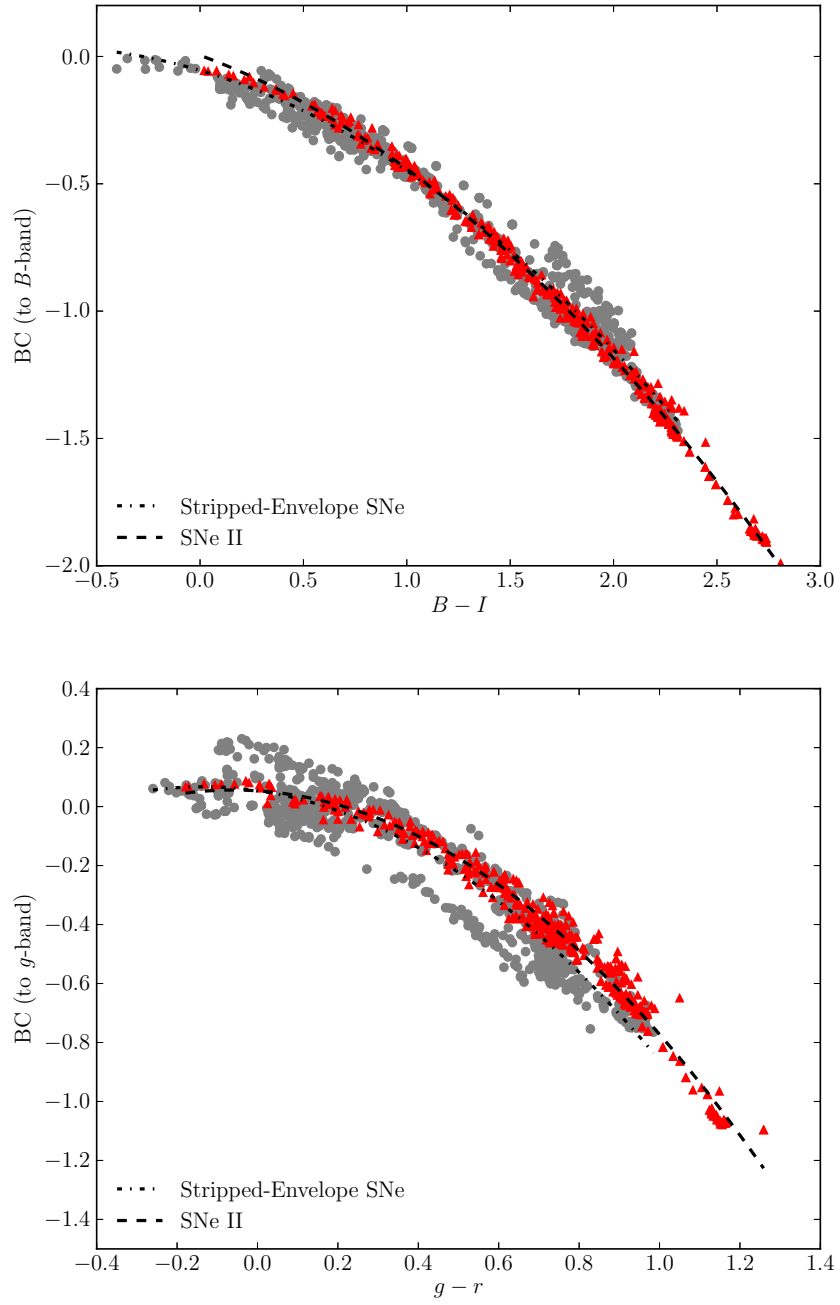 0.0
−0.5
−1.0
−1.5
−2.0
BC (to B-band)
Stripped-Envelope SNe
SNe II
−0.5 0.0 0.5 1.0 1.5 2.0 2.5 3.0
B − I
0.4
0.2
0.0
−0.2
−0.4
−0.6
−0.8
−1.0
−1.2
−1.4
BC (to g-band)
Stripped-Envelope SNe
SNe II
−0.4 −0.2 0.0 0.2 0.4 0.6 0.8 1.0 1.2 1.4
g − r